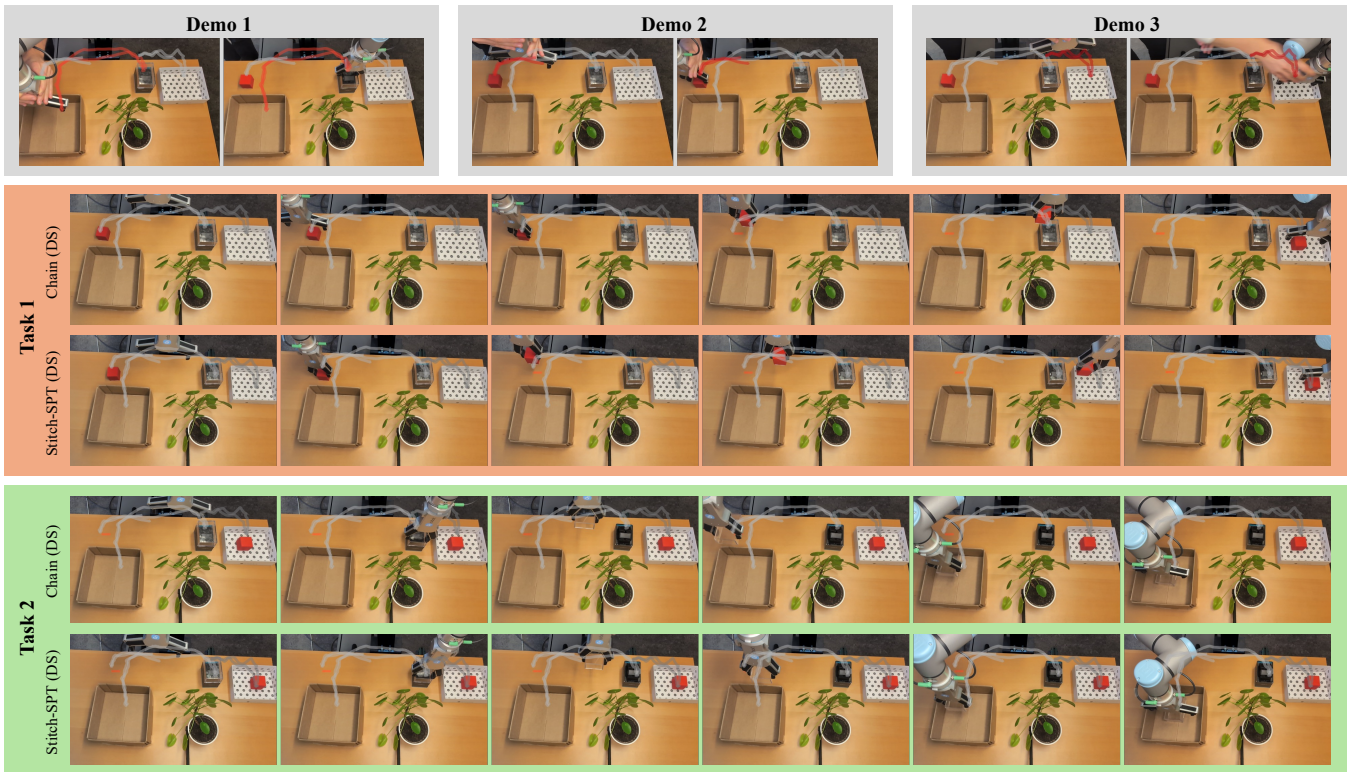 Demo 1
Demo 2
Demo 3
Task 1
Chain (DS)
Stitch-SPT (DS)
Task 2
Chain (DS)
Stitch-SPT (DS)